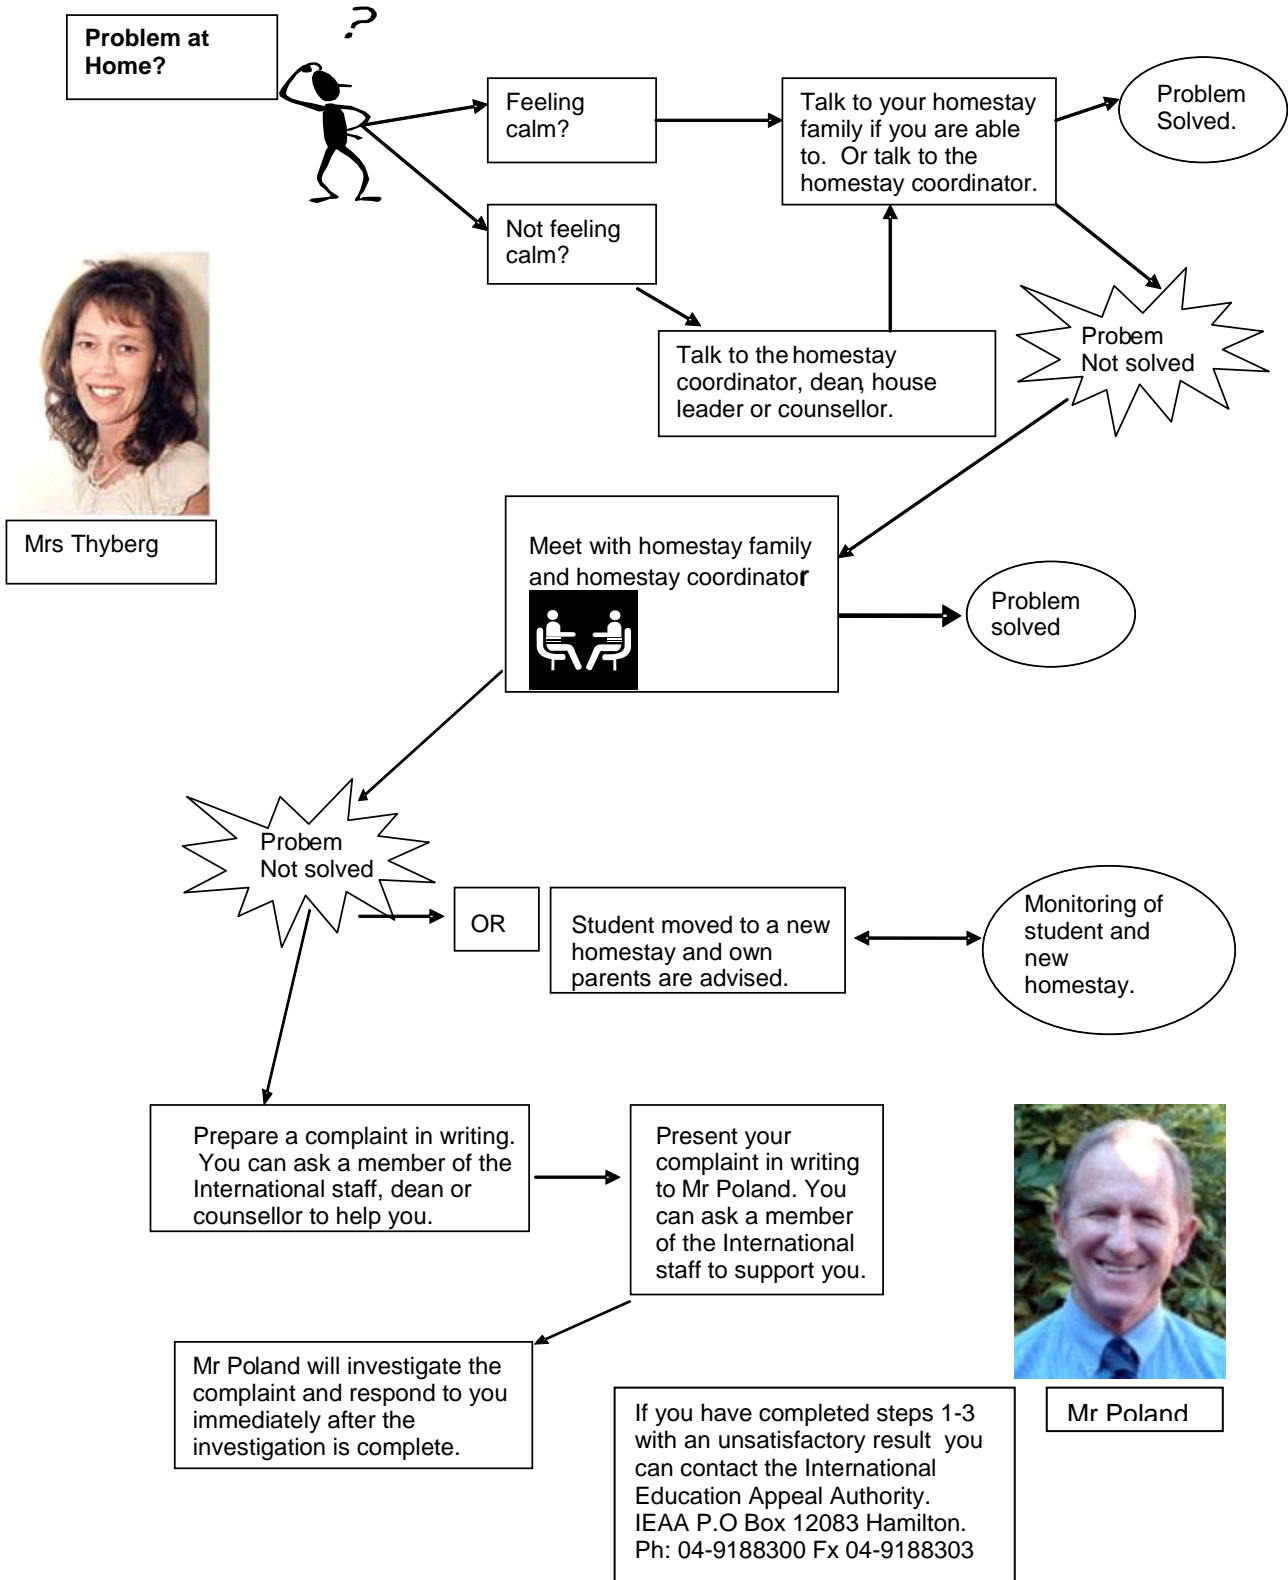 Problem at
Home?
?
Feeling
calm?
Talk to your homestay
family if you are able
to.  Or talk to the
homestay coordinator.
Problem
Solved.
Not feeling
calm?
Talk to the homestay
coordinator, dean, house
leader or counsellor.
Probem
Not solved
Mrs Thyberg
Meet with homestay family
and homestay coordinator
Problem
solved
Probem
Not solved
OR
Student moved to a new
homestay and own
parents are advised.
Monitoring of
student and
new
homestay.
Prepare a complaint in writing.
You can ask a member of the
International staff, dean or
counsellor to help you.
Present your
complaint in writing
to Mr Poland. You
can ask a member
of the International
staff to support you.
Mr Poland will investigate the
complaint and respond to you
immediately after the
investigation is complete.
Mr Poland
If you have completed steps 1-3
with an unsatisfactory result  you
can contact the International
Education Appeal Authority.
IEAA P.O Box 12083 Hamilton.
Ph: 04-9188300 Fx 04-9188303